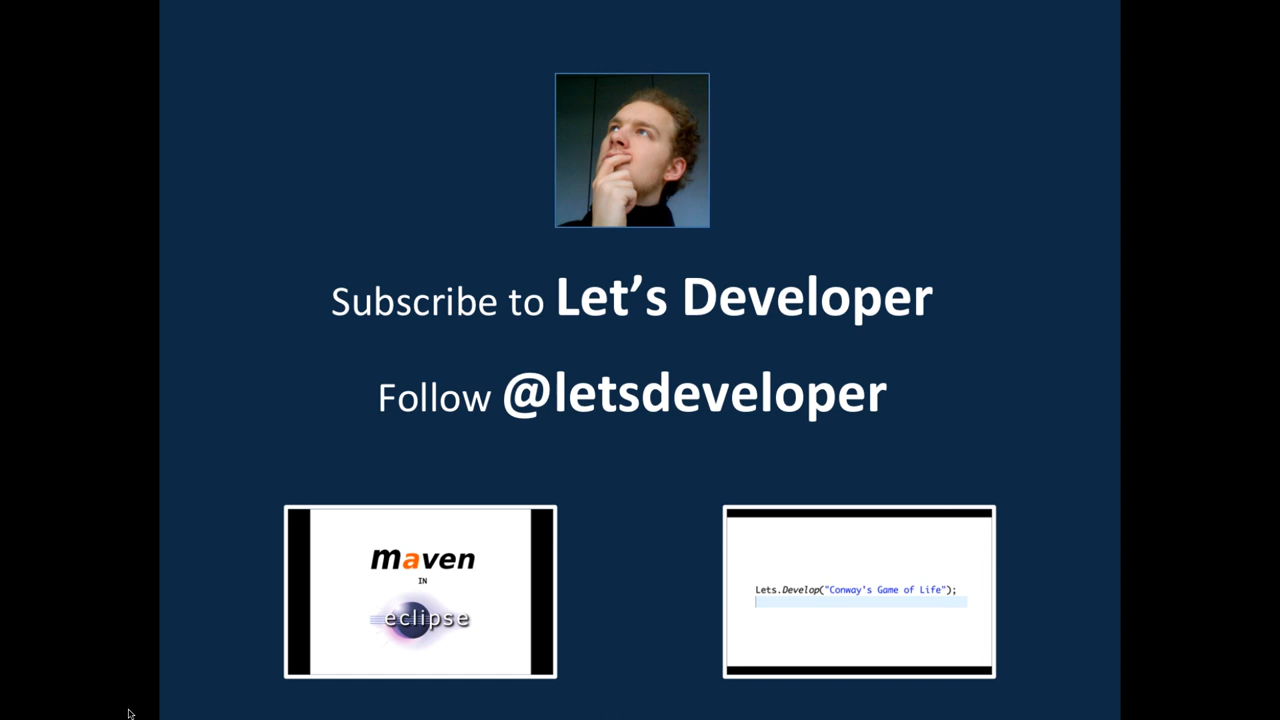 Subscribe to Let’s Developer
Follow @letsdeveloper
maven
IN
eclipse
Lets.Develop("Conway's Game of Life");